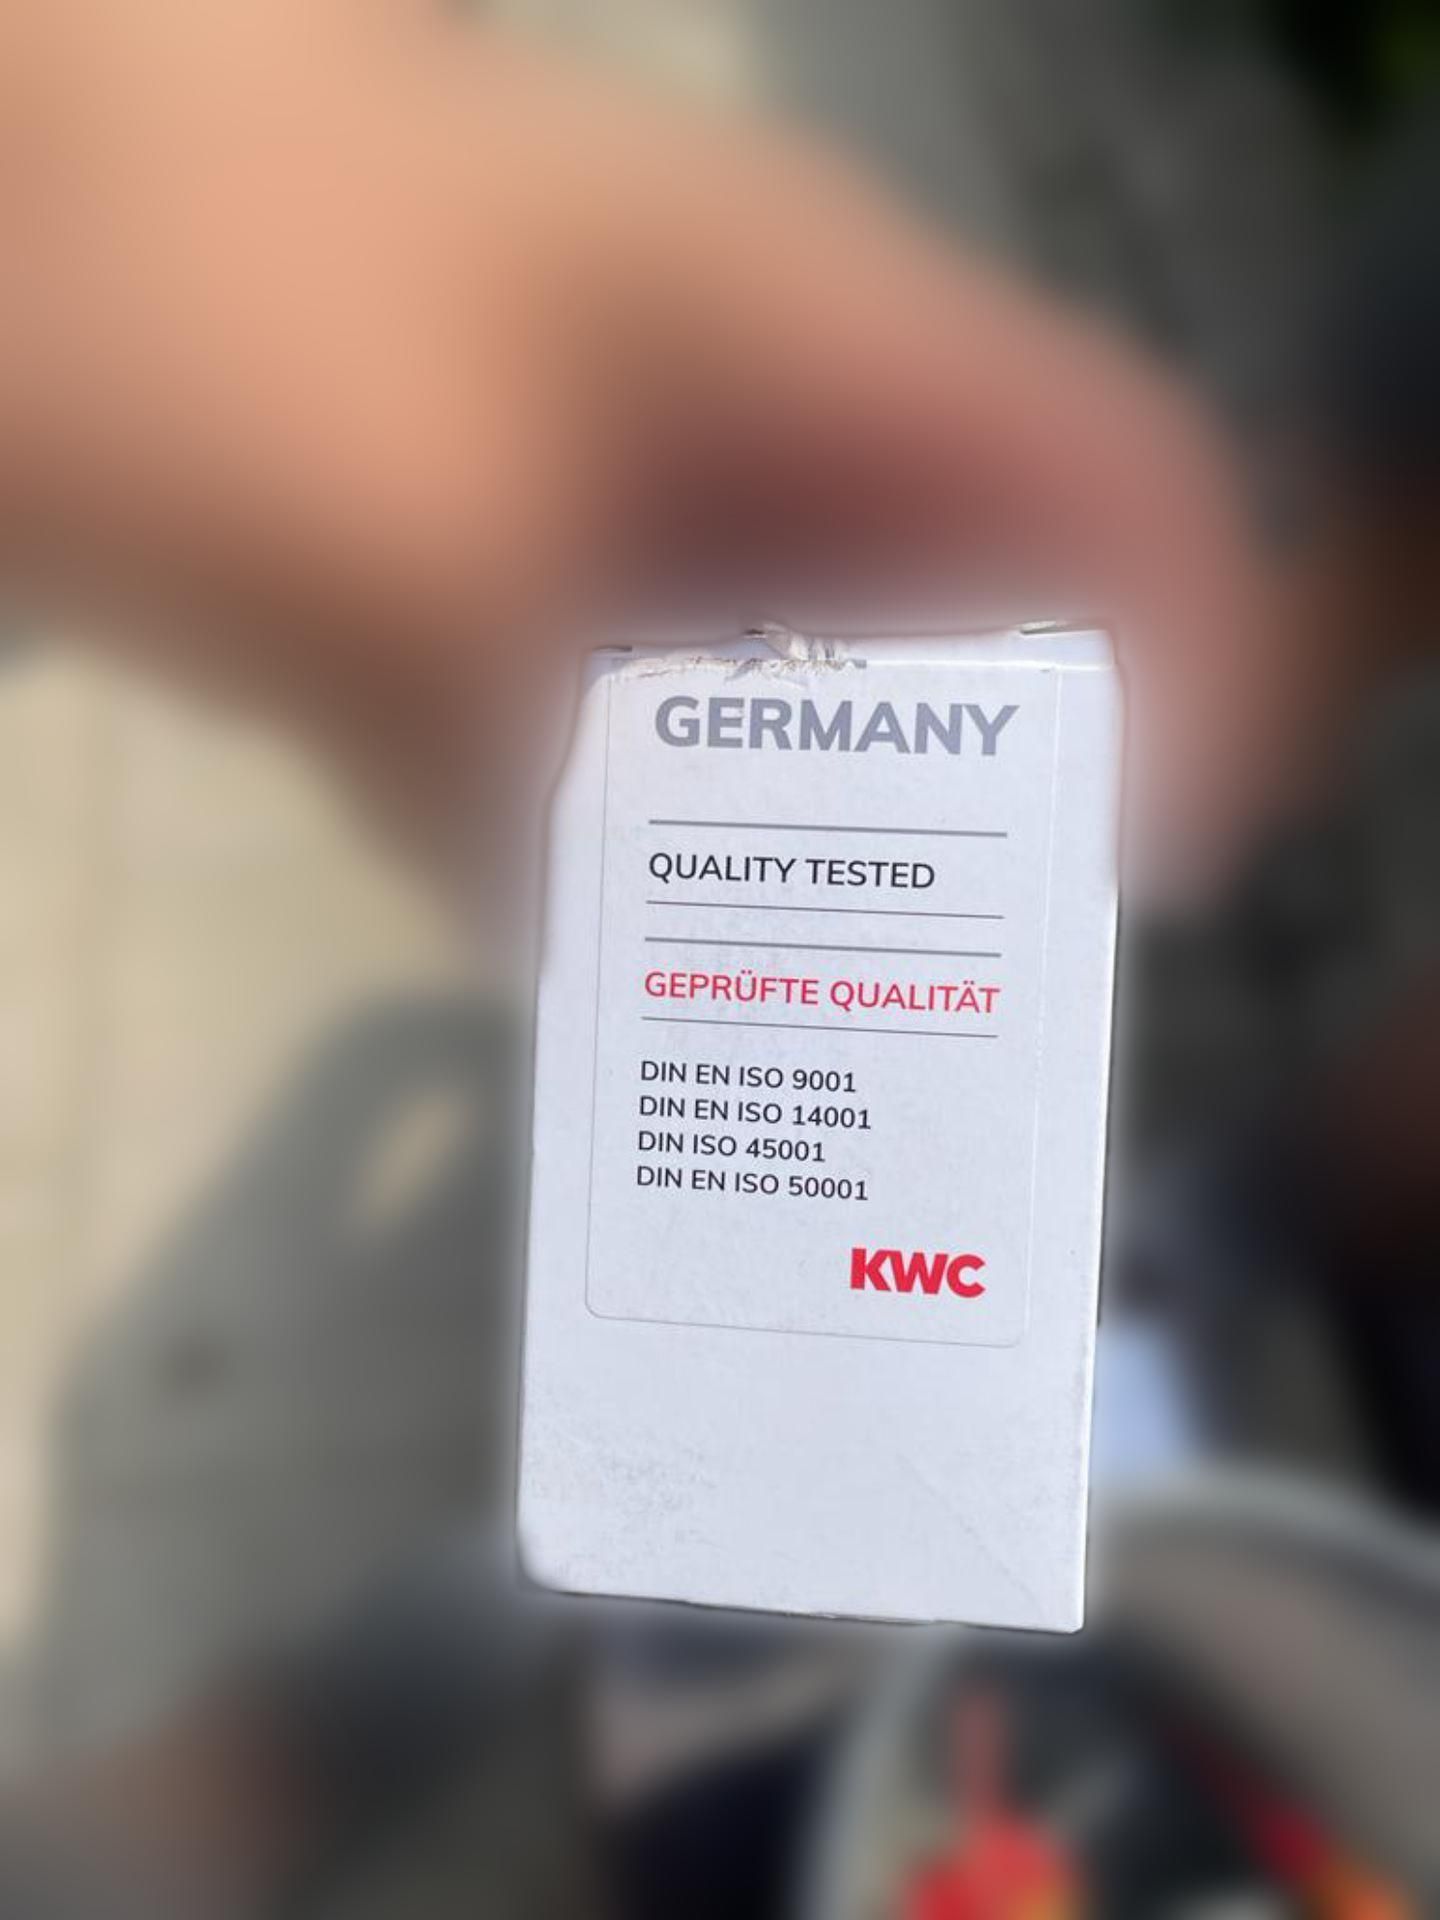 GERMANY
QUALITY TESTED
GEPRÜFTE QUALITÄT
DIN EN ISO 9001
DIN EN ISO 14001
DIN ISO 45001
DIN EN ISO 50001
KWC